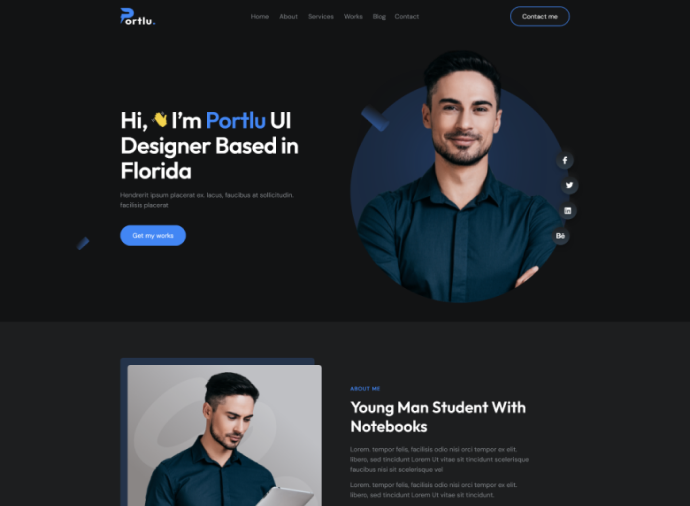 Portlu.
Home About Services Works Blog Contact
Contact me
Hi, 👋 I'm Portlu UI
Designer Based in
Florida
Hendrerit ipsum placerat ex. lacus, faucibus at sollicitudin.
facilisis placerat
Get my works
Bē
ABOUT ME
Young Man Student With
Notebooks
Lorem. tempor felis, facilisis odio nisi orci tempor ex elit.
libero, sed tincidunt Lorem Ut vitae sit tincidunt scelerisque
faucibus nisi sit scelerisque vel
Lorem. tempor felis, facilisis odio nisi orci tempor ex elit.
libero, sed tincidunt Lorem Ut vitae sit tincidunt.